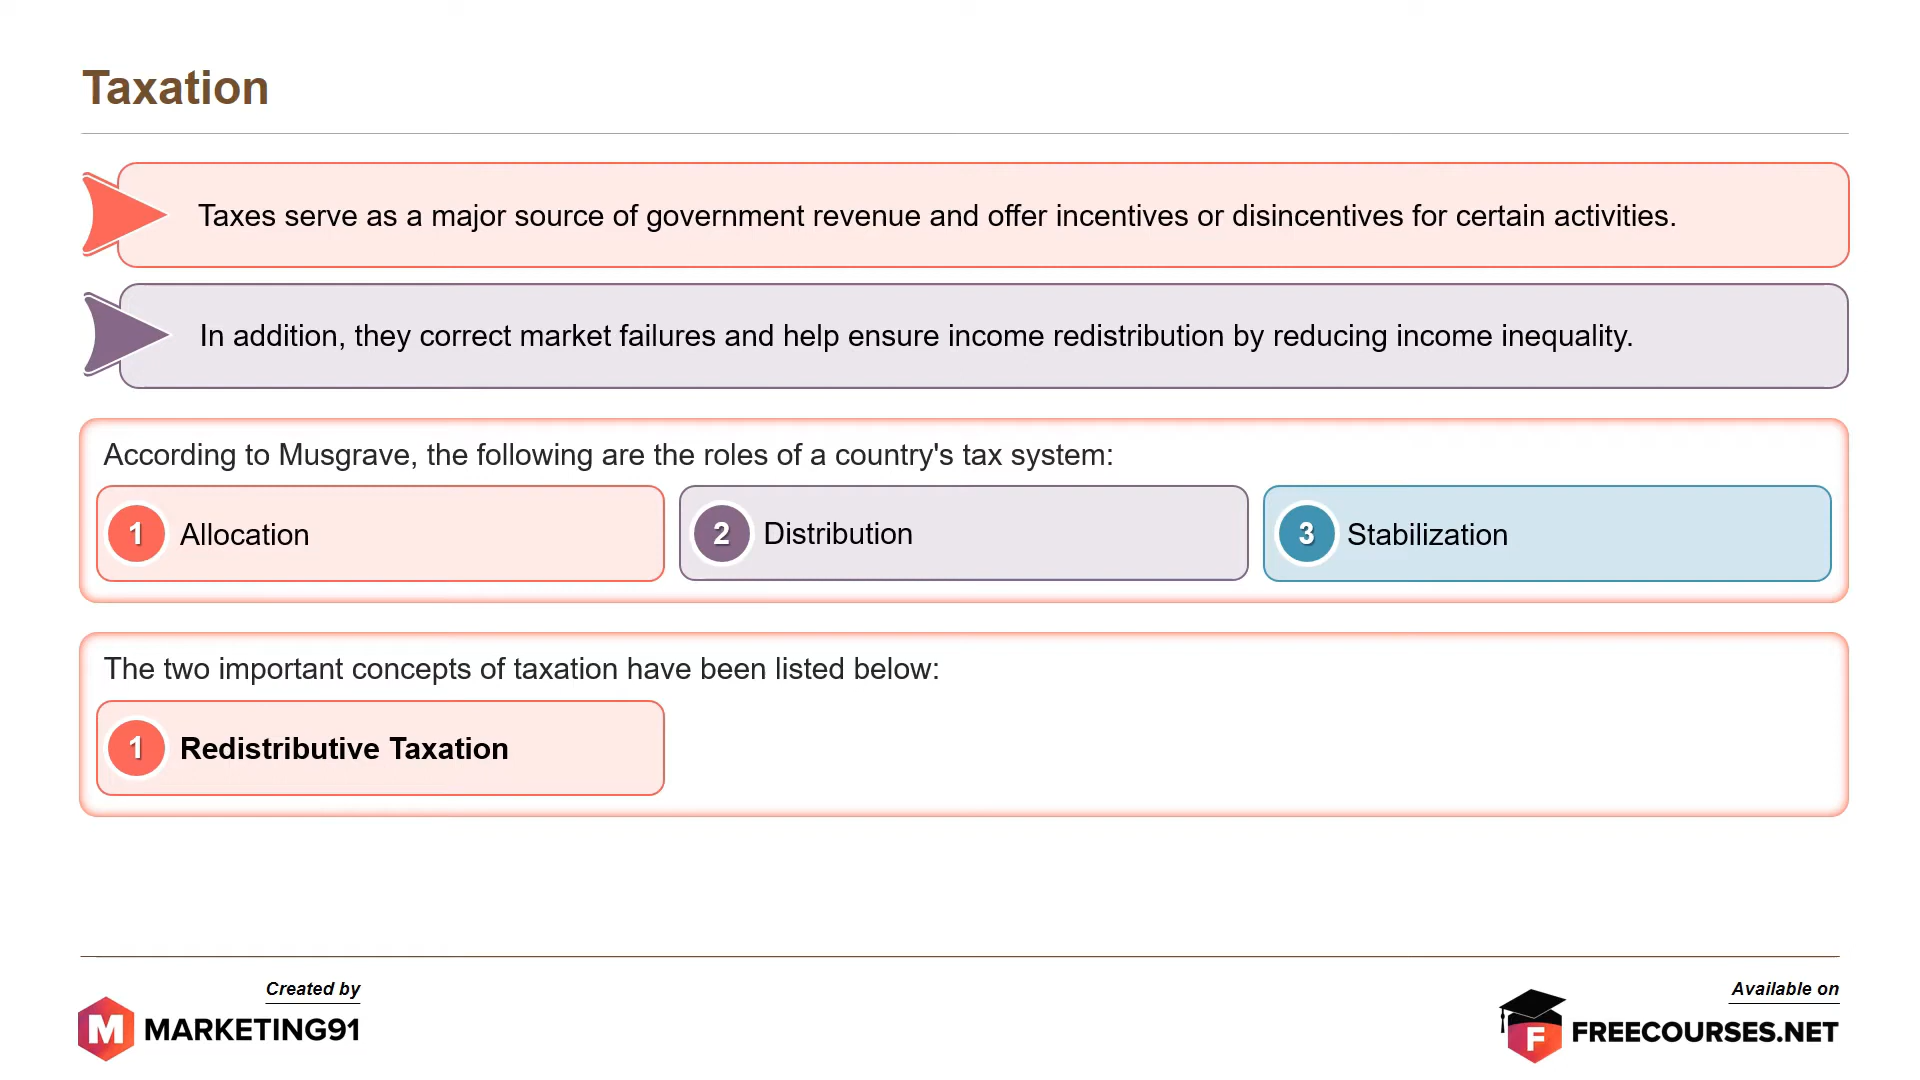 Taxation
Taxes serve as a major source of government revenue and offer incentives or disincentives for certain activities.
In addition, they correct market failures and help ensure income redistribution by reducing income inequality.
According to Musgrave, the following are the roles of a country's tax system:
1 Allocation
2 Distribution
3 Stabilization
The two important concepts of taxation have been listed below:
1 Redistributive Taxation
Created by
M MARKETING91
Available on
F FREECOURSES.NET